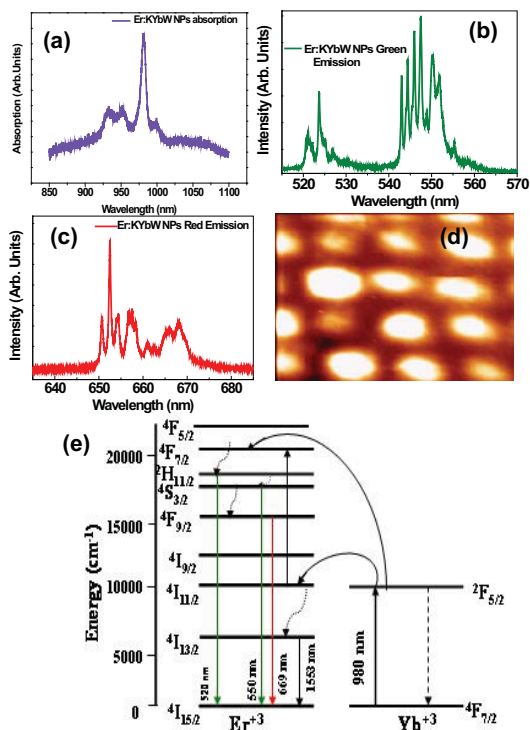 (a)
Er:KYbW NPs absorption
Absorption (Arb.Units)
850 900 950 1000 1050 1100
Wavelength (nm)
(b)
Er:KYbW NPs Green
Emission
Intensity (Arb. Units)
520 530 540 550 560 570
Wavelength (nm)
(c)
Er:KYbW NPs Red Emission
Intensity (Arb. Units)
640 650 660 670 680
Wavelength (nm)
(d)
(e)
Energy (cm-1)
20000
15000
10000
5000
0
4F5/2
4F7/2
2H11/2
4S3/2
4F9/2
4I9/2
4I11/2
4I13/2
4I15/2
520 nm
550 nm
669 nm
1553 nm
980 nm
2F5/2
4F7/2
Er+3
Yb+3